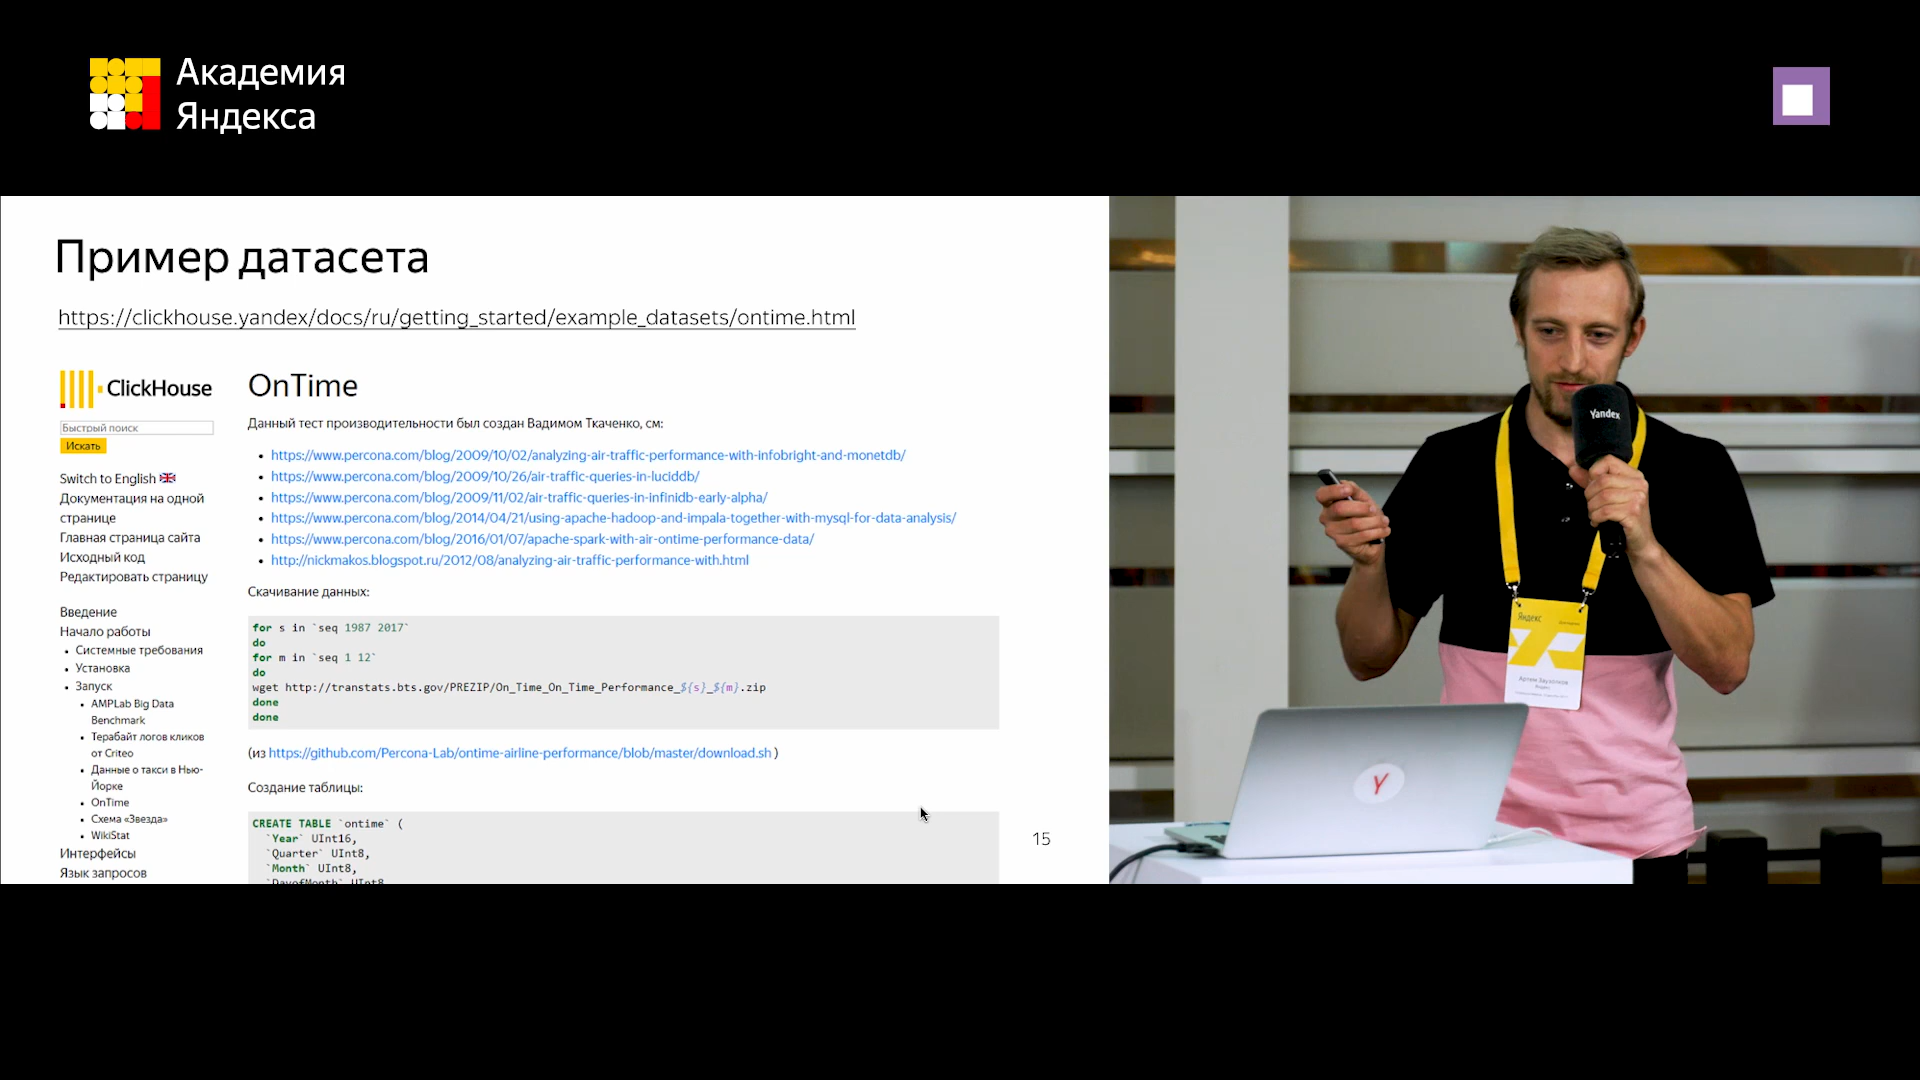 Академия
Яндекса
Пример датасета
https://clickhouse.yandex/docs/ru/getting_started/example_datasets/ontime.html
ClickHouse
Быстрый поиск
Искать
Switch to English
Документация на одной
странице
Главная страница сайта
Исходный код
Редактировать страницу
Введение
Начало работы
Системные требования
Установка
Запуск
AMPLab Big Data
Benchmark
Терабайт логов кликов
от Criteo
Данные о такси в Нью-
Йорке
OnTime
Схема «Звезда»
WikiStat
Интерфейсы
Язык запросов
OnTime
Данный тест производительности был создан Вадимом Ткаченко, см:
https://www.percona.com/blog/2009/10/02/analyzing-air-traffic-performance-with-infobright-and-monetdb/
https://www.percona.com/blog/2009/10/26/air-traffic-queries-in-luciddb/
https://www.percona.com/blog/2009/11/02/air-traffic-queries-in-infinidb-early-alpha/
https://www.percona.com/blog/2014/04/21/using-apache-hadoop-and-impala-together-with-mysql-for-data-analysis/
https://www.percona.com/blog/2016/01/07/apache-spark-with-air-ontime-performance-data/
http://nickmakos.blogspot.ru/2012/08/analyzing-air-traffic-performance-with.html
Скачивание данных:
for s in `seq 1987 2017`
do
for m in `seq 1 12`
do
wget http://transtats.bts.gov/PREZIP/On_Time_On_Time_Performance_${s}_${m}.zip
done
done
(из https://github.com/Percona-Lab/ontime-airline-performance/blob/master/download.sh )
Создание таблицы:
CREATE TABLE `ontime` (
`Year` UInt16,
`Quarter` UInt8,
`Month` UInt8,
`DayofMonth` UInt8,
15
Yandex
Яндекс
Y